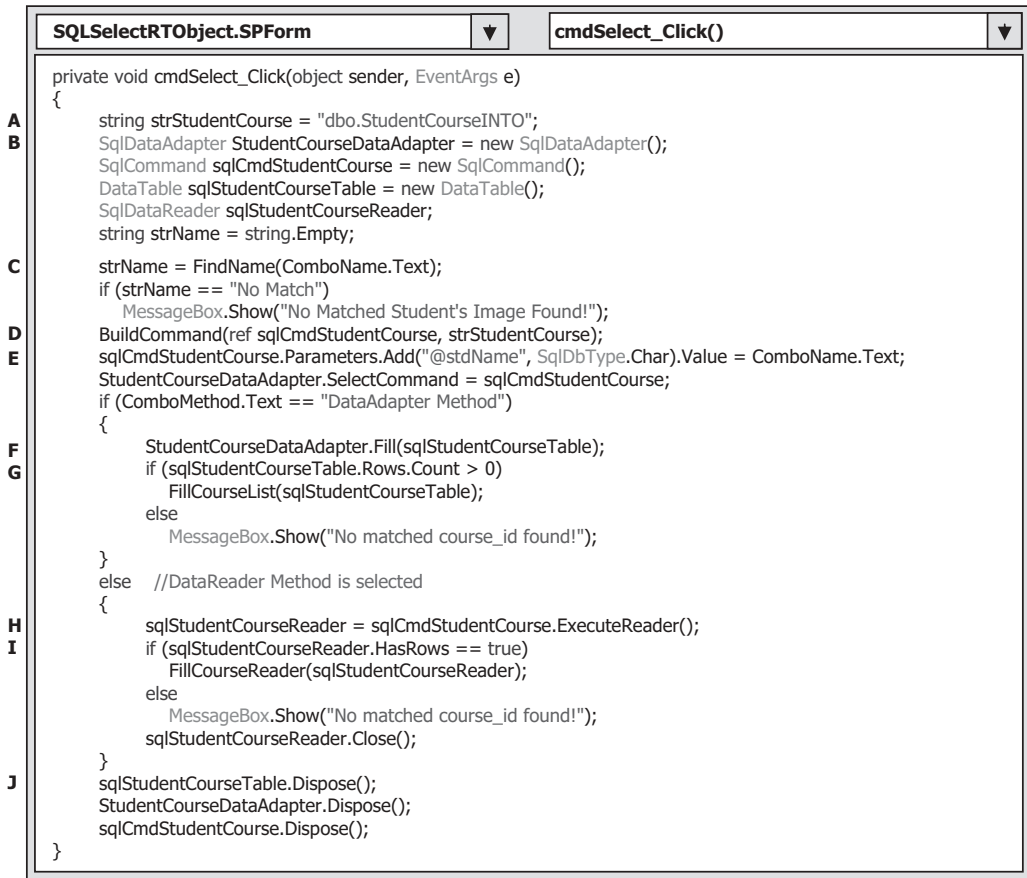 SQLSelectRTObject.SPForm cmdSelect_Click()
private void cmdSelect_Click(object sender, EventArgs e)
{
A string strStudentCourse = "dbo.StudentCourseINTO";
B SqlDataAdapter StudentCourseDataAdapter = new SqlDataAdapter();
SqlCommand sqlCmdStudentCourse = new SqlCommand();
DataTable sqlStudentCourseTable = new DataTable();
SqlDataReader sqlStudentCourseReader;
string strName = string.Empty;
C strName = FindName(ComboName.Text);
if (strName == "No Match")
MessageBox.Show("No Matched Student's Image Found!");
D BuildCommand(ref sqlCmdStudentCourse, strStudentCourse);
E sqlCmdStudentCourse.Parameters.Add("@stdName", SqlDbType.Char).Value = ComboName.Text;
StudentCourseDataAdapter.SelectCommand = sqlCmdStudentCourse;
if (ComboMethod.Text == "DataAdapter Method")
{
F StudentCourseDataAdapter.Fill(sqlStudentCourseTable);
G if (sqlStudentCourseTable.Rows.Count > 0)
FillCourseList(sqlStudentCourseTable);
else
MessageBox.Show("No matched course_id found!");
}
else //DataReader Method is selected
{
H sqlStudentCourseReader = sqlCmdStudentCourse.ExecuteReader();
I if (sqlStudentCourseReader.HasRows == true)
FillCourseReader(sqlStudentCourseReader);
else
MessageBox.Show("No matched course_id found!");
sqlStudentCourseReader.Close();
}
J sqlStudentCourseTable.Dispose();
StudentCourseDataAdapter.Dispose();
sqlCmdStudentCourse.Dispose();
}